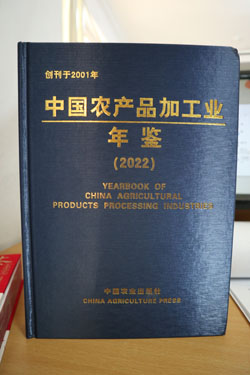 创刊于2001年
中国农产品加工业
年鉴
(2022)
YEARBOOK OF
CHINA AGRICULTURAL
PRODUCTS PROCESSING INDUSTRIES
中国农业出版社
CHINA AGRICULTURE PRESS